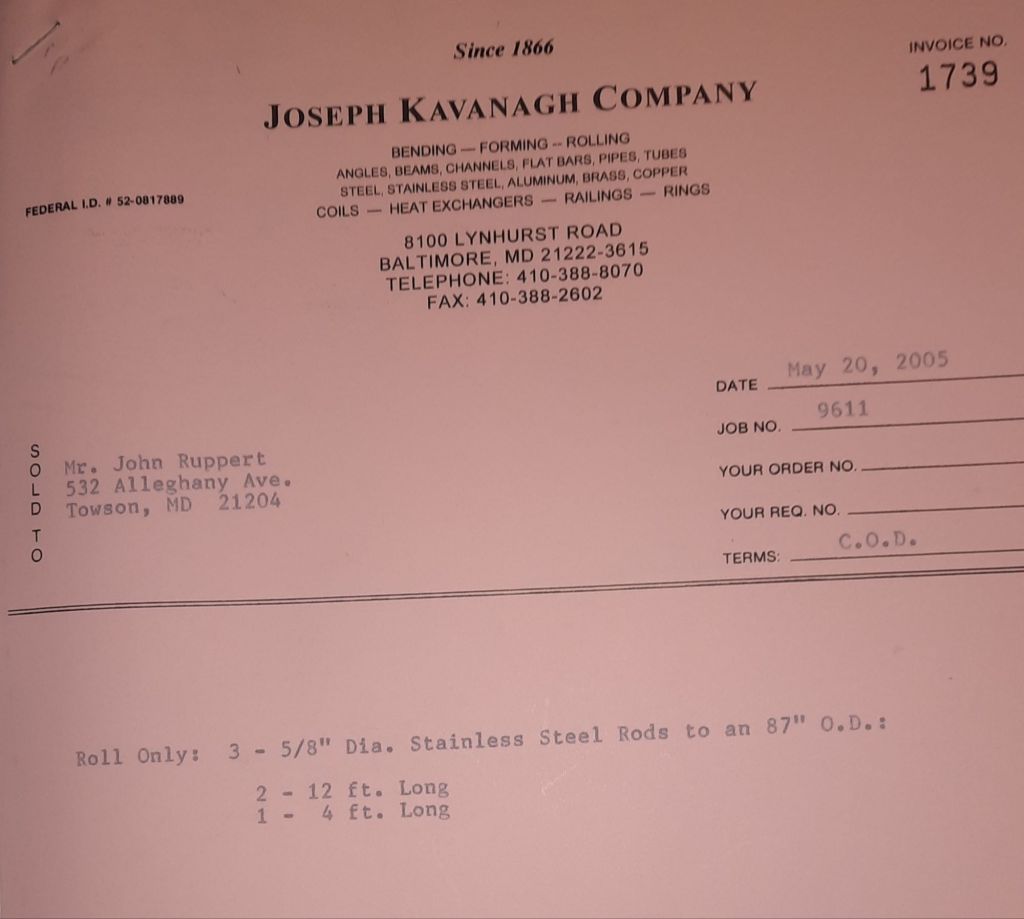 Since 1866
INVOICE NO.
1739
JOSEPH KAVANAGH COMPANY
BENDING — FORMING -- ROLLING
ANGLES, BEAMS, CHANNELS, FLAT BARS, PIPES, TUBES
STEEL, STAINLESS STEEL, ALUMINUM, BRASS, COPPER
COILS — HEAT EXCHANGERS — RAILINGS — RINGS
FEDERAL I.D. # 52-0817889
8100 LYNHURST ROAD
BALTIMORE, MD 21222-3615
TELEPHONE: 410-388-8070
FAX: 410-388-2602
DATE May 20, 2005
JOB NO. 9611
YOUR ORDER NO.
YOUR REQ. NO.
TERMS: C.O.D.
SOLD TO
Mr. John Ruppert
532 Alleghany Ave.
Towson, MD 21204
Roll Only: 3 - 5/8" Dia. Stainless Steel Rods to an 87" O.D.:
2 - 12 ft. Long
1 - 4 ft. Long